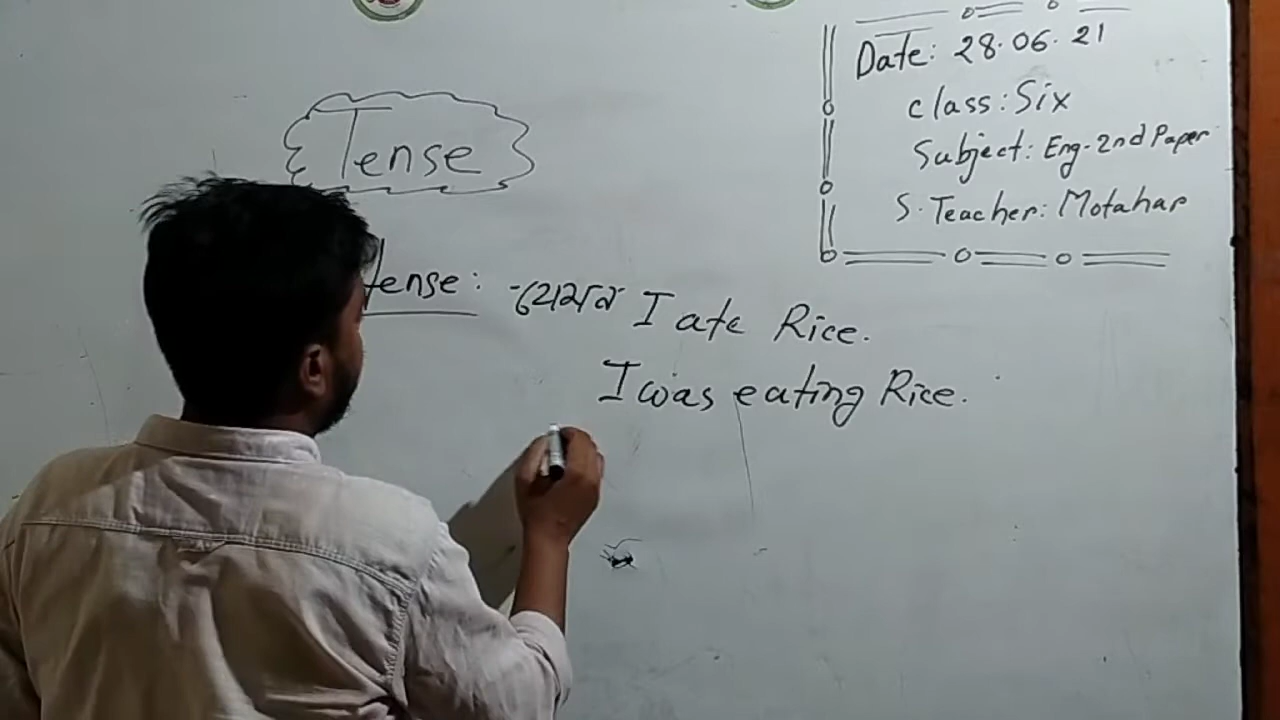 Date: 28.06.21
class: Six
Subject: Eng-2nd Paper
S. Teacher: Motahar
Tense
tense: যেমন I ate Rice.
I was eating Rice.